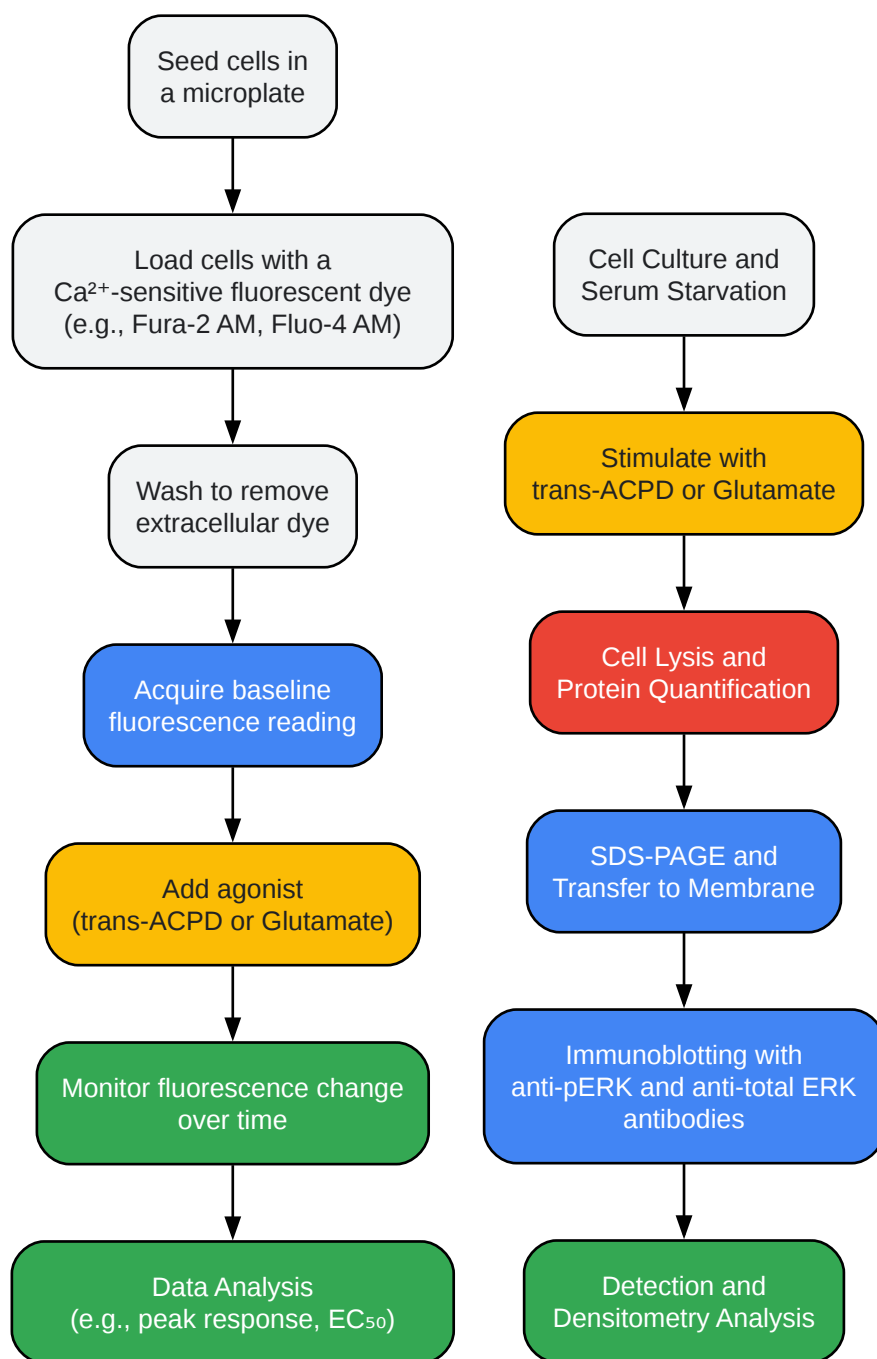 Seed cells in
a microplate
Load cells with a
Ca²⁺-sensitive fluorescent dye
(e.g., Fura-2 AM, Fluo-4 AM)
Wash to remove
extracellular dye
Acquire baseline
fluorescence reading
Add agonist
(trans-ACPD or Glutamate)
Monitor fluorescence change
over time
Data Analysis
(e.g., peak response, EC₅₀)
Cell Culture and
Serum Starvation
Stimulate with
trans-ACPD or Glutamate
Cell Lysis and
Protein Quantification
SDS-PAGE and
Transfer to Membrane
Immunoblotting with
anti-pERK and anti-total ERK
antibodies
Detection and
Densitometry Analysis